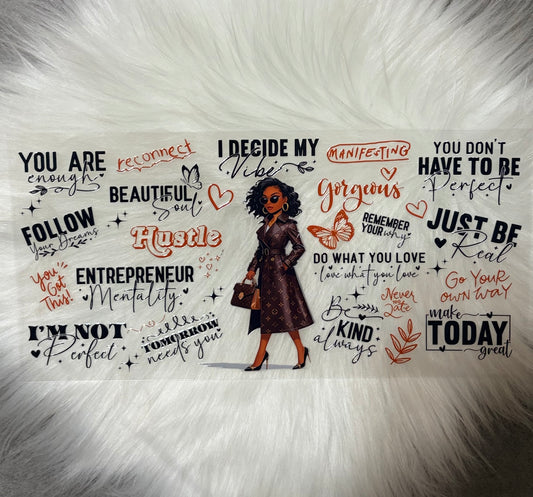 YOU ARE
enough
reconnect
BEAUTIFUL
Soul
I DECIDE MY
Vibe
MANIFESTING
YOU DON'T
HAVE TO BE
Perfect
FOLLOW
Your Dreams
Hustle
gorgeous
REMEMBER
YOUR why
JUST BE
Real
You
Got
This!
ENTREPRENEUR
Mentality
DO WHAT YOU LOVE
love what you love
Go YOUR
OWN WAY
I'M NOT
Perfect
TOMORROW
needs you
Be
KIND
always
Never
Late
make
TODAY
great